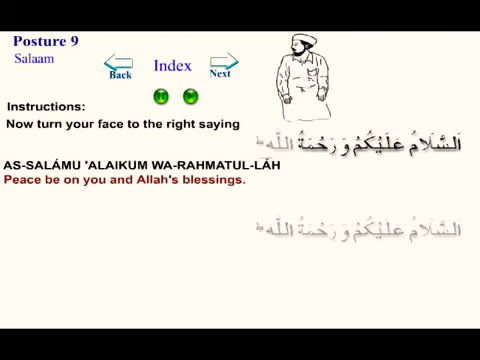 Posture 9
Salaam
Back
Index
Next
Instructions:
Now turn your face to the right saying
اَلسَّلَامُ عَلَيْكُمْ وَ رَحْمَةُ اللّٰهِ ؕ
AS-SALÁMU 'ALAIKUM WA-RAHMATUL-LÁH
Peace be on you and Allah's blessings.
اَلسَّلَامُ عَلَيْكُمْ وَ رَحْمَةُ اللّٰهِ ؕ